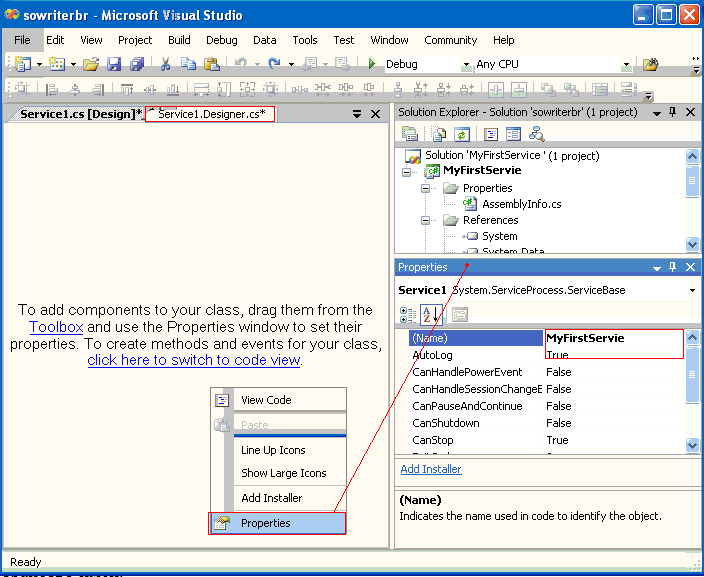 sowriterbr - Microsoft Visual Studio
File Edit View Project Build Debug Data Tools Test Window Community Help
Debug Any CPU
Service1.cs [Design]* Service1.Designer.cs*
To add components to your class, drag them from the
Toolbox and use the Properties window to set their
properties. To create methods and events for your class,
click here to switch to code view.
View Code
Paste
Line Up Icons
Show Large Icons
Add Installer
Properties
Solution Explorer - Solution 'sowriterbr' (1 project)
Solution 'MyFirstService ' (1 project)
MyFirstServie
Properties
AssemblyInfo.cs
References
System
System.Data
Properties
Service1 System.ServiceProcess.ServiceBase
(Name) MyFirstServie
AutoLog True
CanHandlePowerEvent False
CanHandleSessionChangeE False
CanPauseAndContinue False
CanShutdown False
CanStop True
Add Installer
(Name)
Indicates the name used in code to identify the object.
Ready